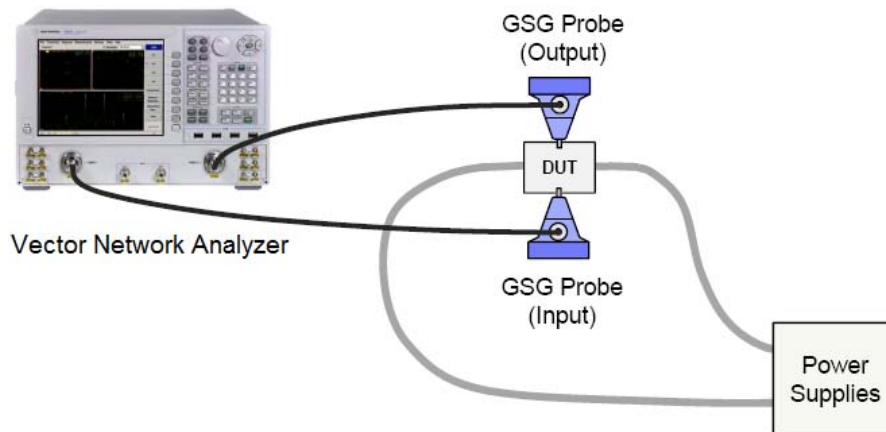 GSG Probe
(Output)
DUT
Vector Network Analyzer
GSG Probe
(Input)
Power
Supplies